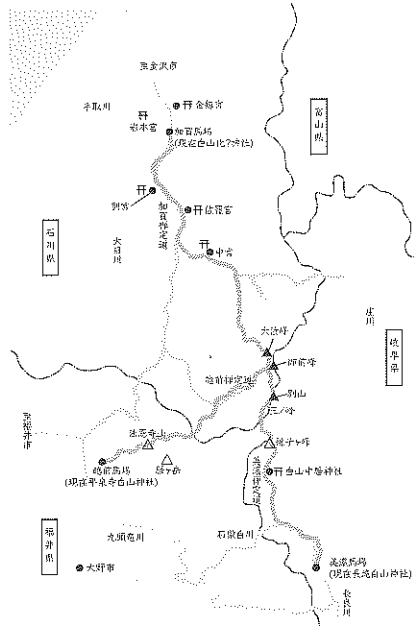 至金沢市
金劔宮
手取川
岩本宮
加賀馬場
(現在白山比?神社)
富山県
別宮
佐羅宮
加賀禅定道
石川県
大日川
中宮
庄川
大汝峰
御前峰
岐阜県
越前禅定道
別山
三ノ峰
至福井市
法恩寺山
銚子ヶ峰
越前馬場
(現在平泉寺白山神社)
経ヶ岳
白山中居神社
美濃禅定道
九頭竜川
石徹白川
福井県
大野市
美濃馬場
(現在長滝白山神社)
長良川